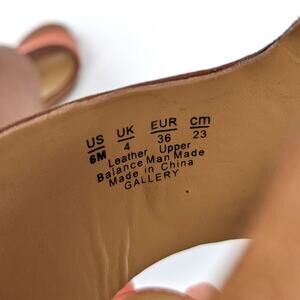 US UK EUR cm
6M 4 36 23
Leather Upper
Balance Man Made
Made in China
GALLERY